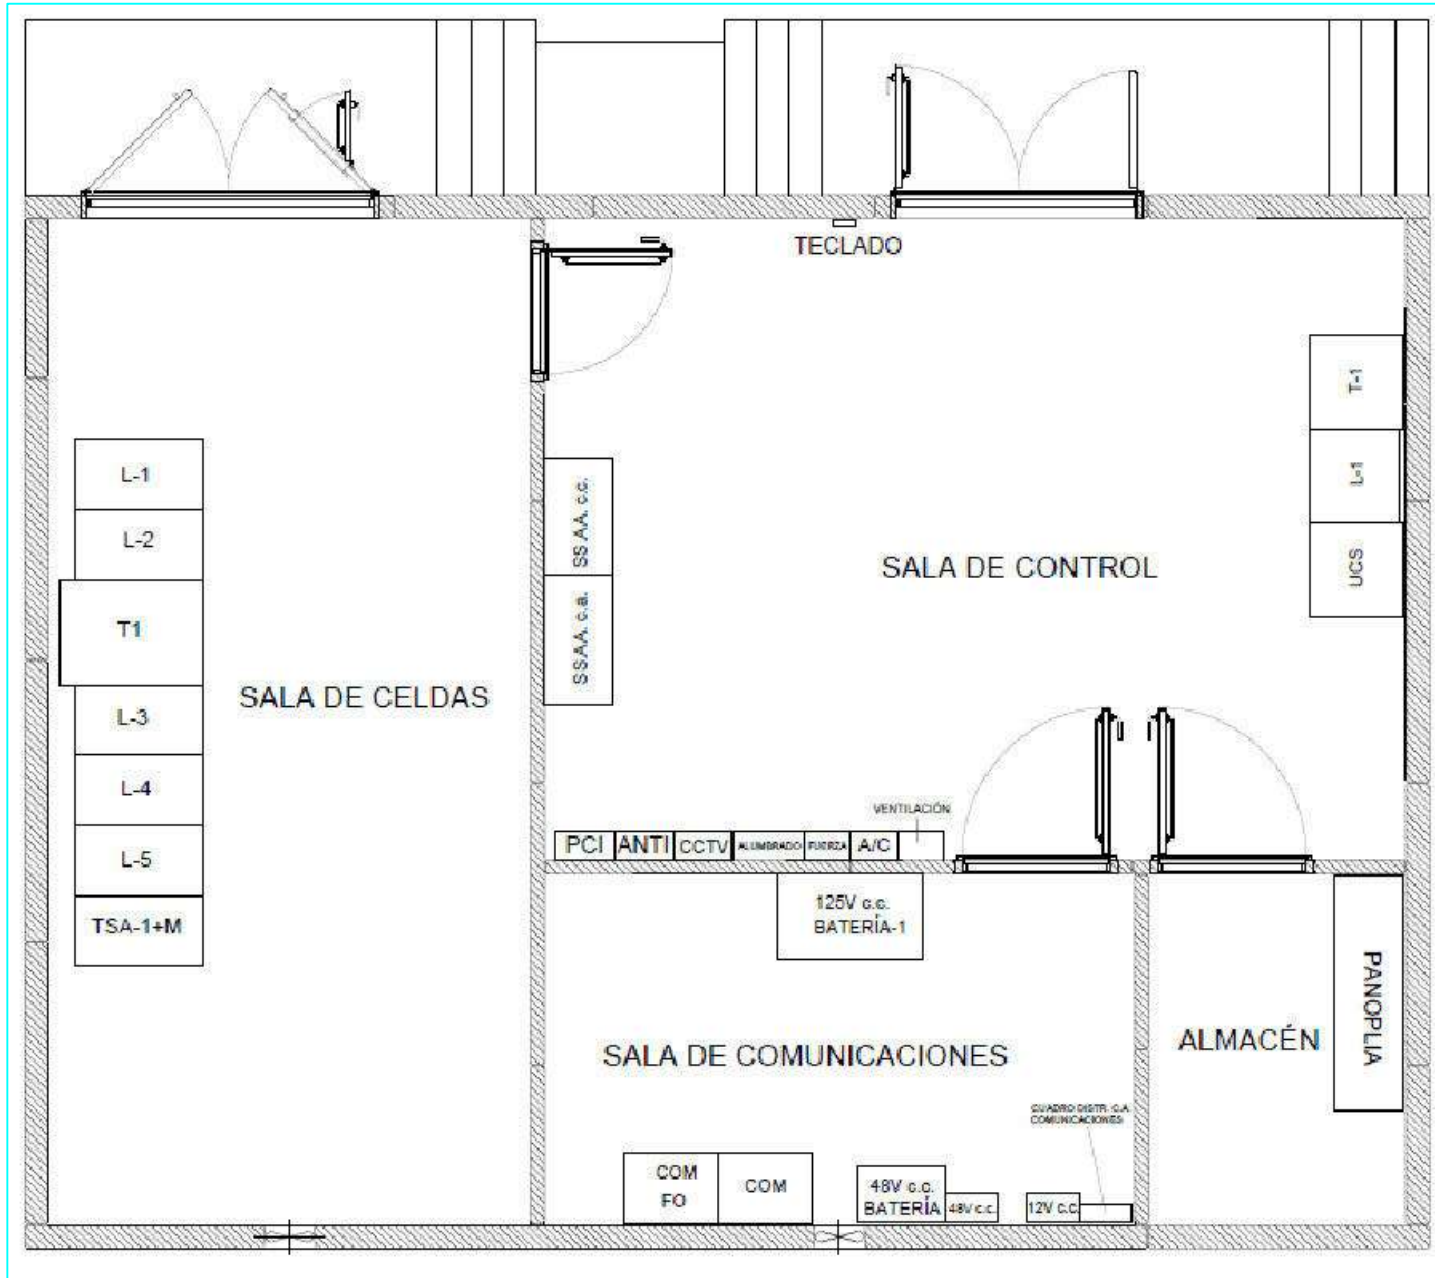 TECLADO
T-1
L-1
L-1
SS AA. c.c.
L-2
UCS
SALA DE CONTROL
T1
SSAA. c.a.
SALA DE CELDAS
L-3
L-4
VENTILACIÓN
PCI ANTI CCTV ALUMBRADO FUERZA A/C
L-5
125V c.c.
BATERÍA-1
TSA-1+M
PANOPLIA
ALMACÉN
SALA DE COMUNICACIONES
CUADRO DISTR. C.A.
COMUNICACIONES
COM
FO
COM
48V c.c.
BATERÍA
48V c.c.
12V c.c.